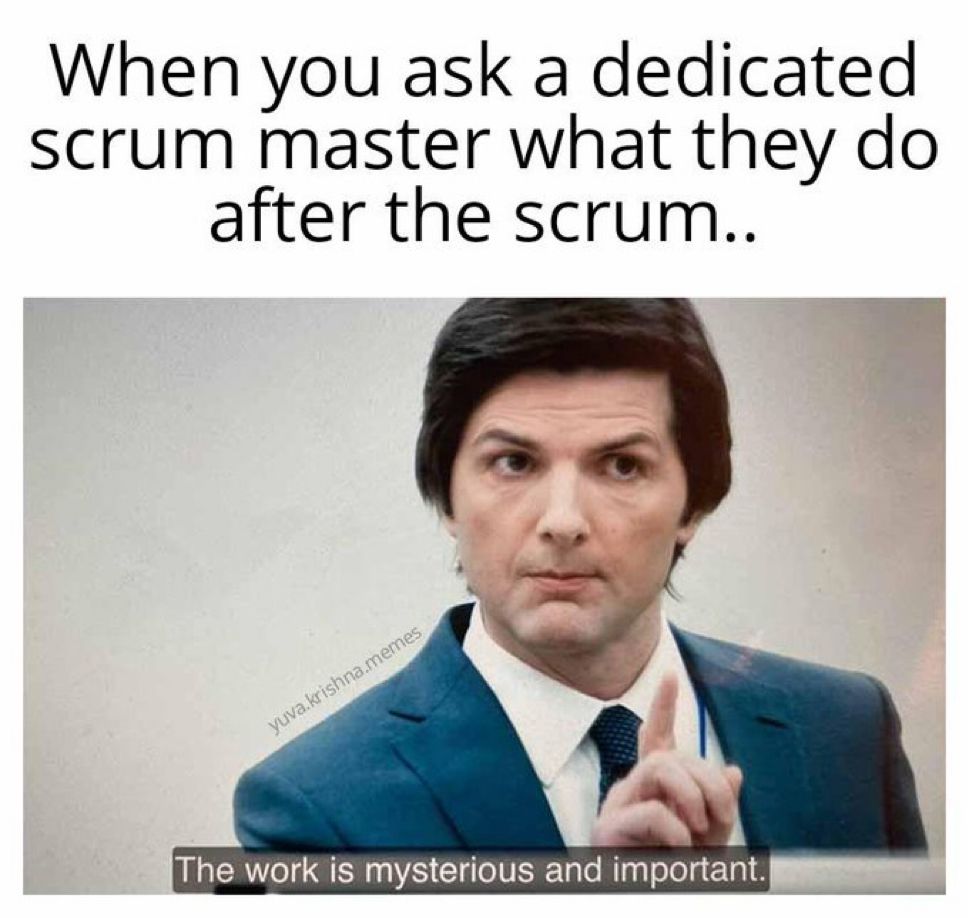 When you ask a dedicated
scrum master what they do
after the scrum..
yuva.krishna.memes
The work is mysterious and important.